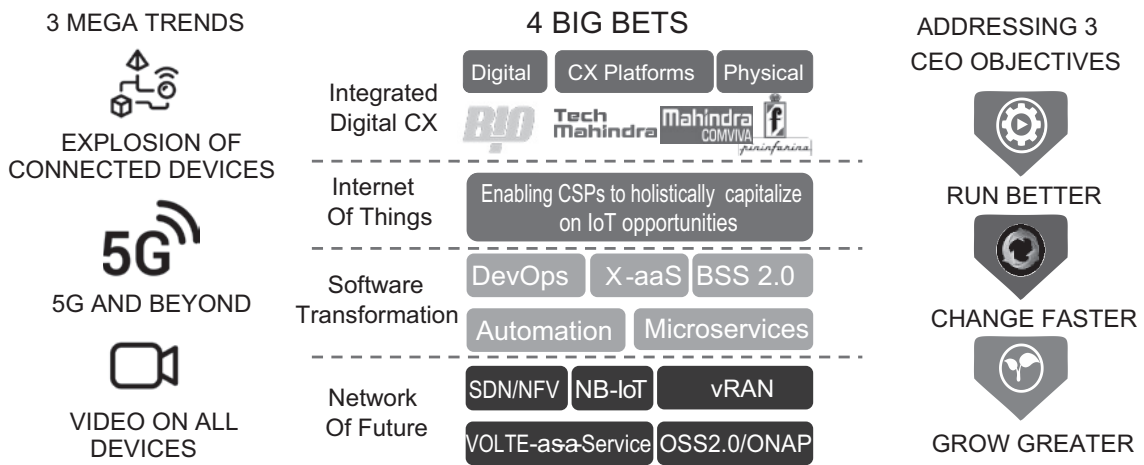 3 MEGA TRENDS
EXPLOSION OF
CONNECTED DEVICES
5G
5G AND BEYOND
VIDEO ON ALL
DEVICES
4 BIG BETS
Integrated
Digital CX
Digital
CX Platforms
Physical
BIO
Tech
Mahindra
Mahindra
COMVIVA
f
pininfarina
Internet
Of Things
Enabling CSPs to holistically capitalize
on IoT opportunities
Software
Transformation
DevOps
X-aaS
BSS 2.0
Automation
Microservices
Network
Of Future
SDN/NFV
NB-IoT
vRAN
VOLTE-as-a-Service
OSS2.0/ONAP
ADDRESSING 3
CEO OBJECTIVES
RUN BETTER
CHANGE FASTER
GROW GREATER